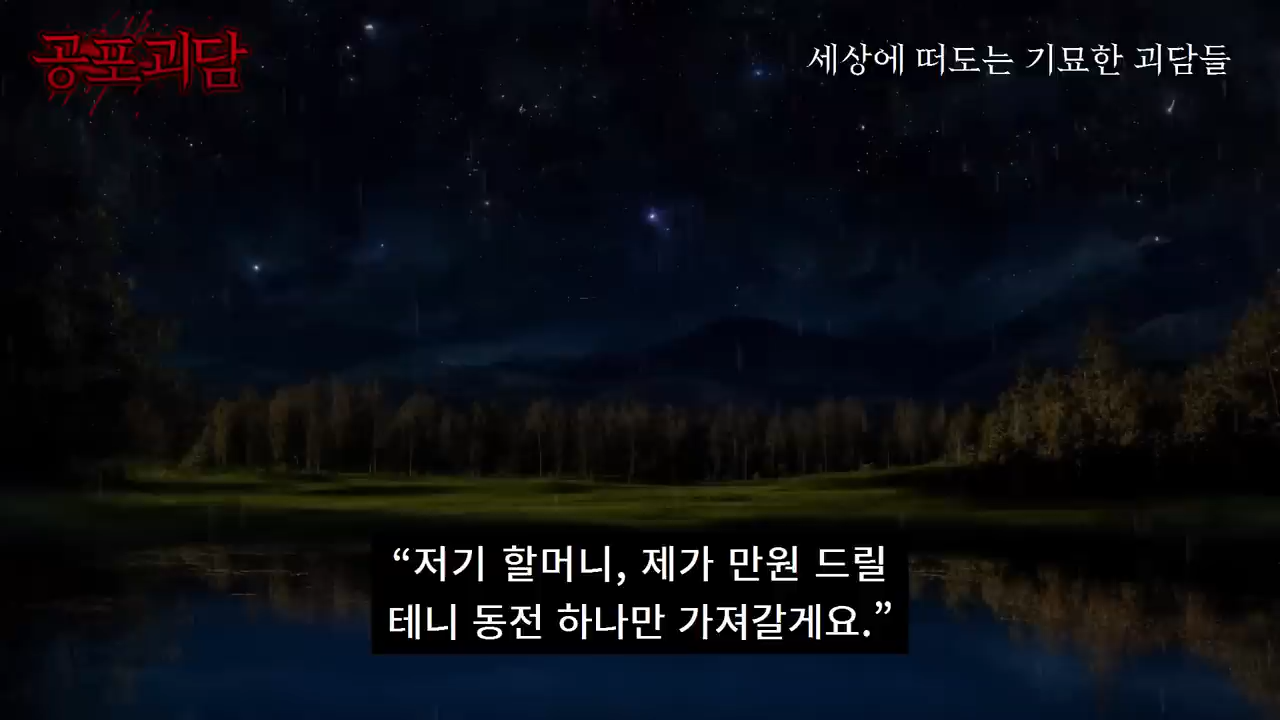 공포괴담
세상에 떠도는 기묘한 괴담들
“저기 할머니, 제가 만원 드릴
테니 동전 하나만 가져갈게요.”